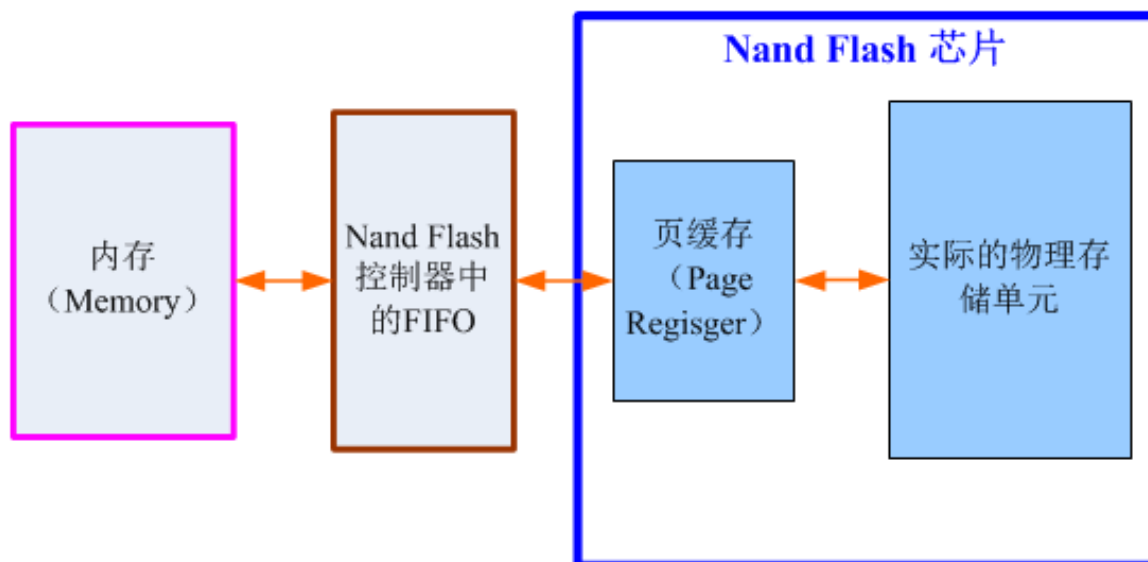 Nand Flash 芯片
内存
（Memory）
Nand Flash
控制器中
的FIFO
页缓存
（Page
Regisger）
实际的物理存
储单元